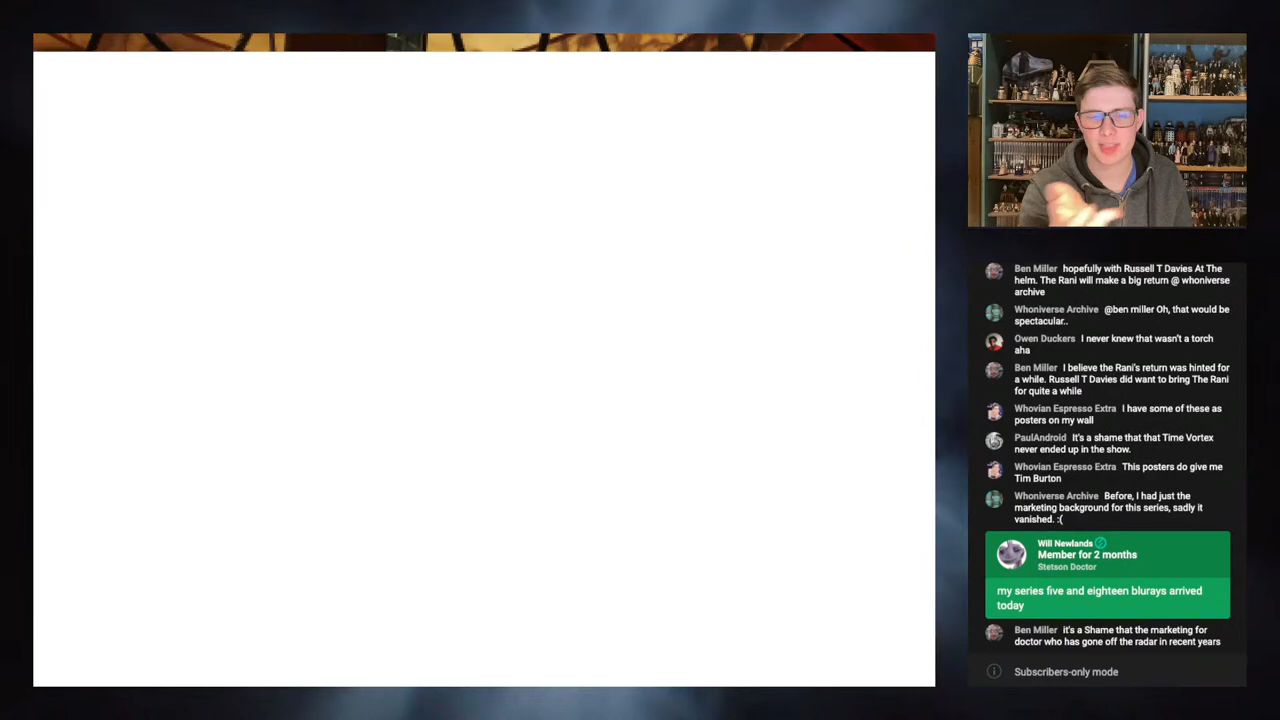 Ben Miller hopefully with Russell T Davies At The
helm. The Rani will make a big return @ whoniverse
archive
Whoniverse Archive @ben miller Oh, that would be
spectacular..
Owen Duckers I never knew that wasn't a torch
aha
Ben Miller I believe the Rani's return was hinted for
a while. Russell T Davies did want to bring The Rani
for quite a while
Whovian Espresso Extra I have some of these as
posters on my wall
PaulAndroid It's a shame that that Time Vortex
never ended up in the show.
Whovian Espresso Extra This posters do give me
Tim Burton
Whoniverse Archive Before, I had just the
marketing background for this series, sadly it
vanished. :(
Will Newlands
Member for 2 months
Stetson Doctor
my series five and eighteen blurays arrived
today
Ben Miller it's a Shame that the marketing for
doctor who has gone off the radar in recent years
Subscribers-only mode